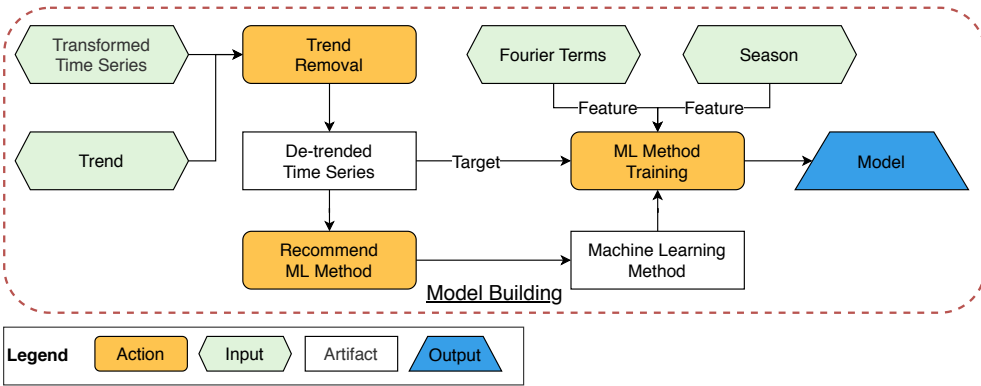 Transformed
Time Series
Trend
Removal
Fourier Terms
Season
Feature
Feature
Trend
De-trended
Time Series
Target
ML Method
Training
Model
Recommend
ML Method
Machine Learning
Method
Model Building
Legend
Action
Input
Artifact
Output